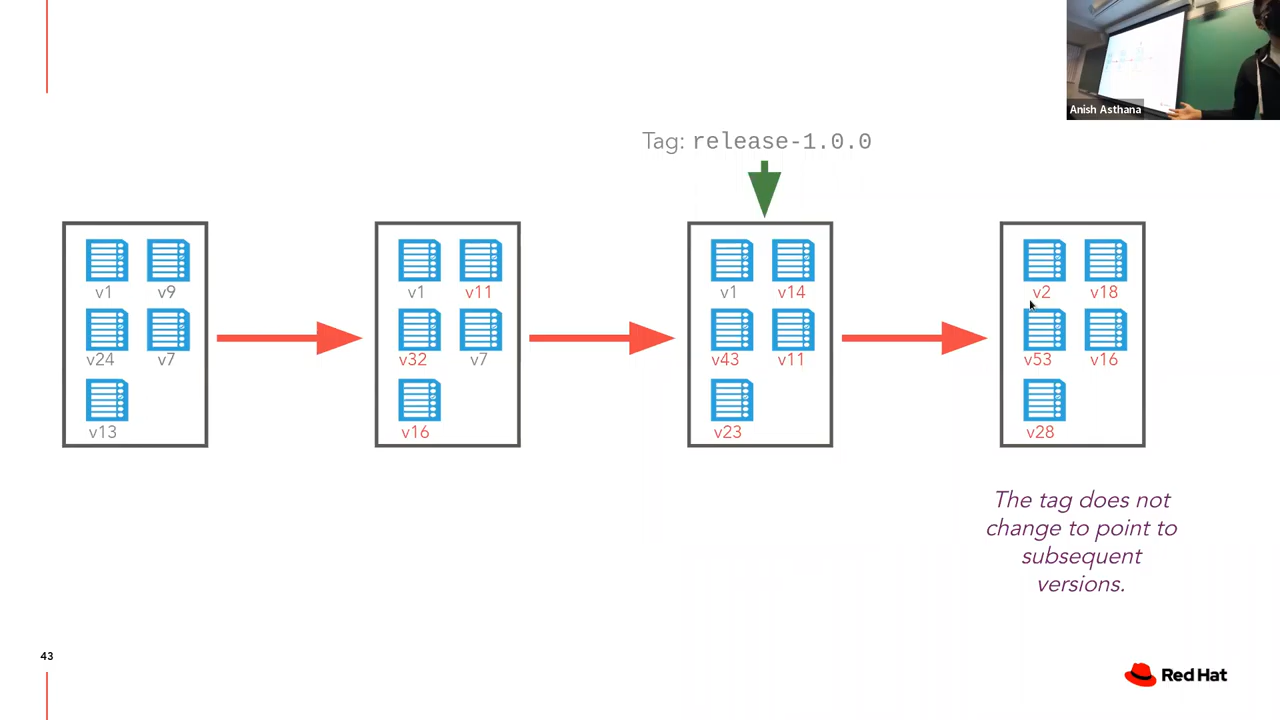 Anish Asthana
Tag: release-1.0.0
v1 v9
v24 v7
v13
v1 v11
v32 v7
v16
v1 v14
v43 v11
v23
v2 v18
v53 v16
v28
The tag does not
change to point to
subsequent
versions.
43
Red Hat